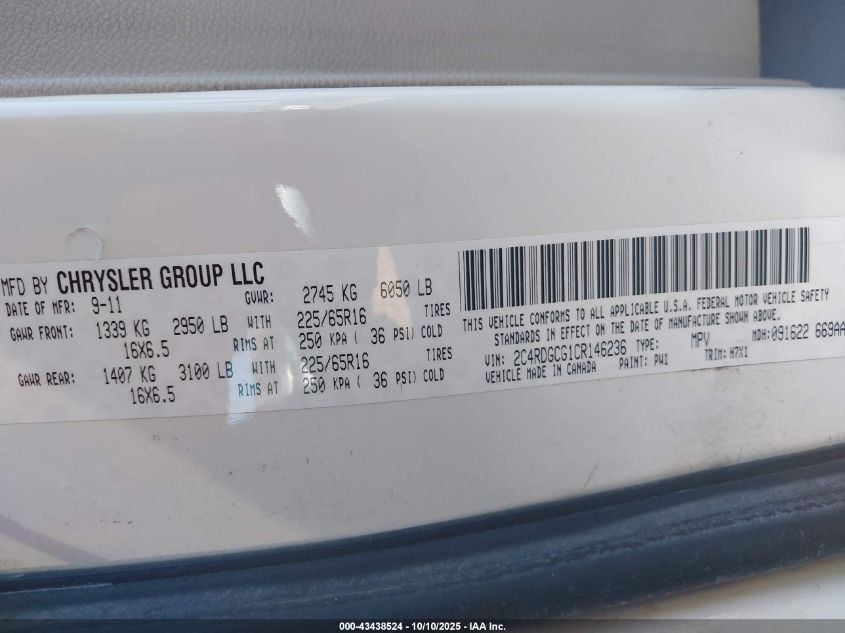 MFD BY CHRYSLER GROUP LLC
DATE OF MFR: 9-11 GVWR: 2745 KG 6050 LB
GAWR FRONT: 1339 KG 2950 LB WITH 225/65R16 TIRES
16X6.5 RIMS AT 250 KPA ( 36 PSI) COLD
GAWR REAR: 1407 KG 3100 LB WITH 225/65R16 TIRES
16X6.5 RIMS AT 250 KPA ( 36 PSI) COLD
THIS VEHICLE CONFORMS TO ALL APPLICABLE U.S.A. FEDERAL MOTOR VEHICLE SAFETY
STANDARDS IN EFFECT ON THE DATE OF MANUFACTURE SHOWN ABOVE.
VIN: 2C4RDGCG1CR146236 TYPE: MPV MDH: 091622 669AA
VEHICLE MADE IN CANADA PAINT: PW1 TRIM: H7X1
000-43438524 - 10/10/2025 - IAA Inc.